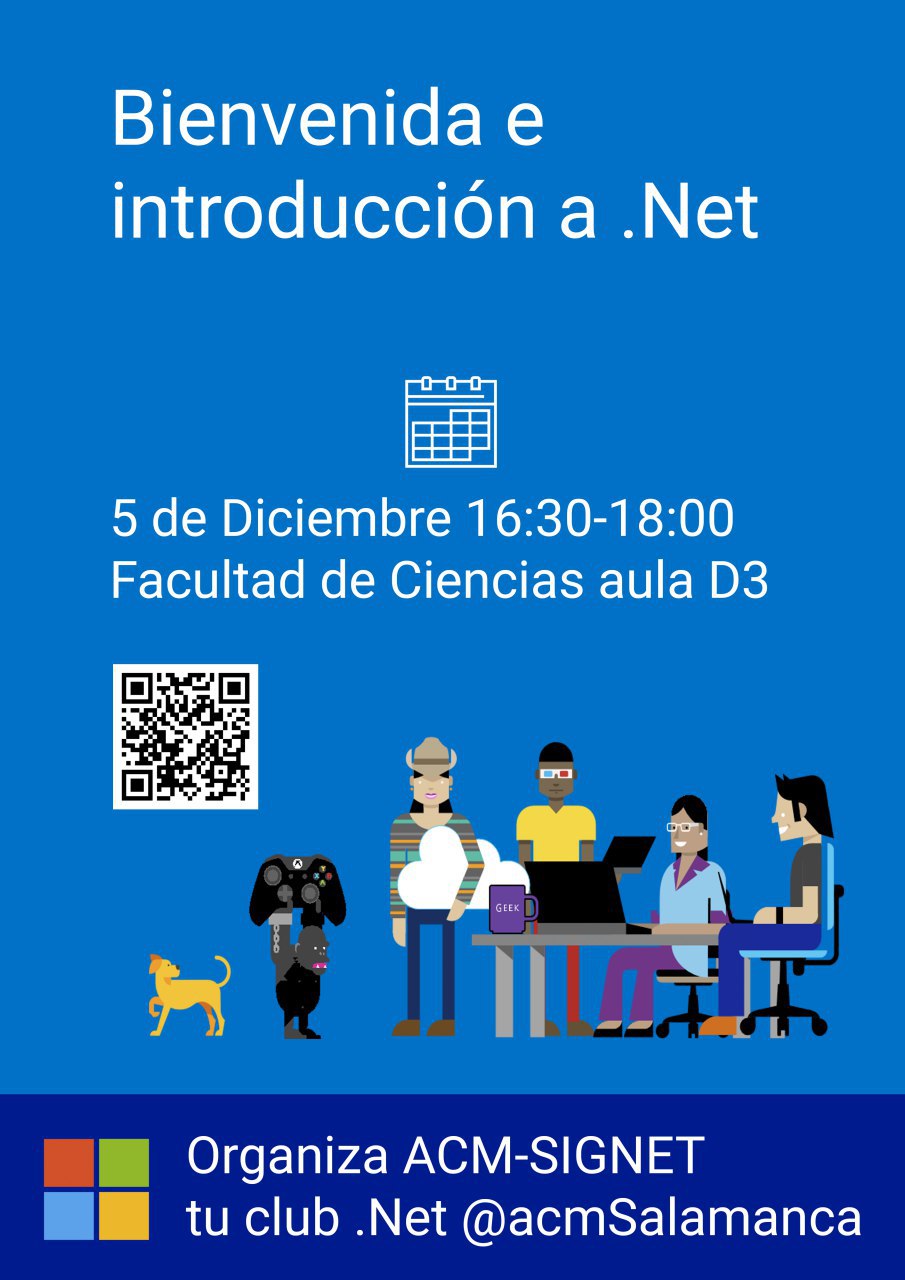 Bienvenida e
introducción a .Net
5 de Diciembre 16:30-18:00
Facultad de Ciencias aula D3
GEEK
Organiza ACM-SIGNET
tu club .Net @acmSalamanca